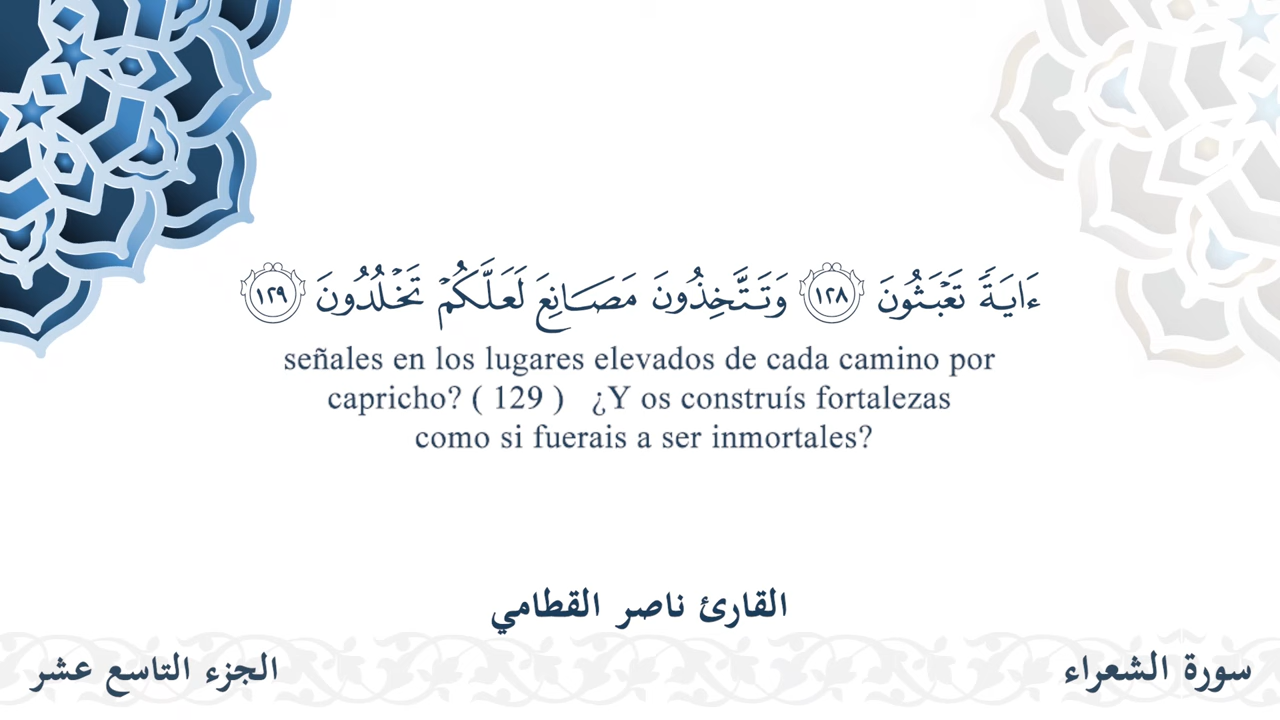 ءَايَةٗ تَعۡبَثُونَ ١٢٨ وَتَتَّخِذُونَ مَصَانِعَ لَعَلَّكُمۡ تَخۡلُدُونَ ١٢٩
señales en los lugares elevados de cada camino por
capricho? ( 129 ) ¿Y os construís fortalezas
como si fuerais a ser inmortales?
القارئ ناصر القطامي
سورة الشعراء
الجزء التاسع عشر